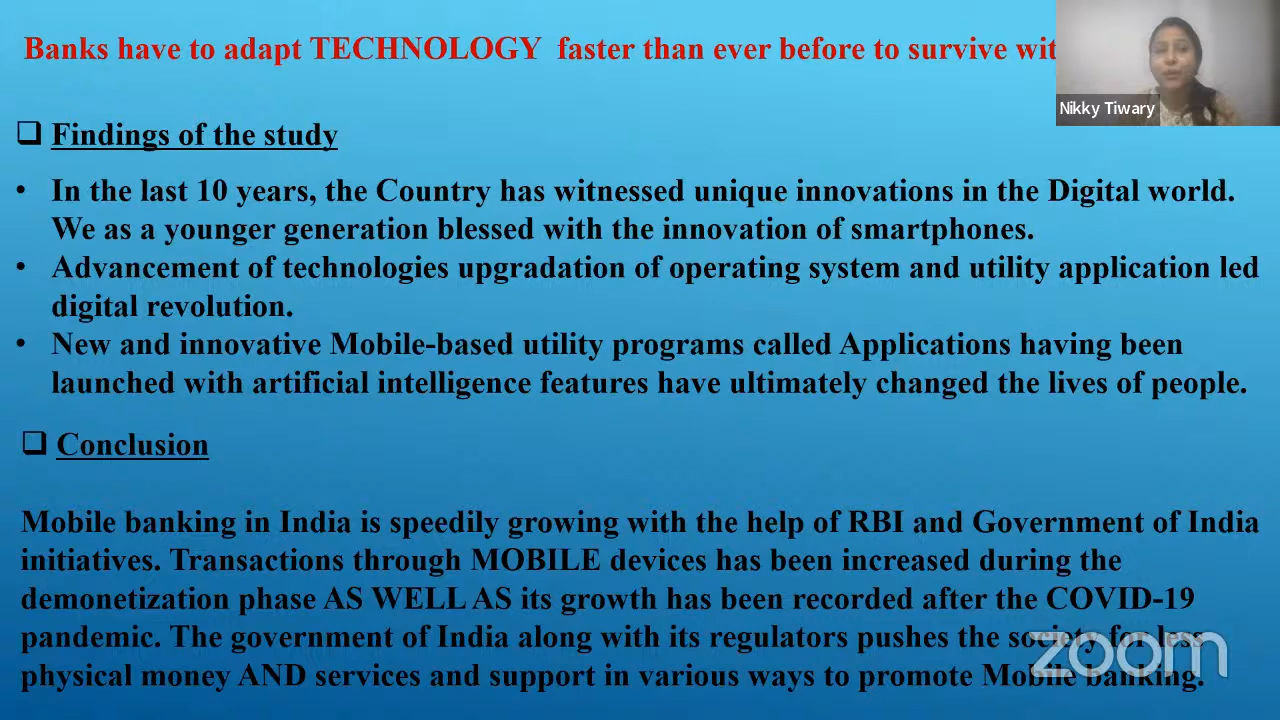 Banks have to adapt TECHNOLOGY faster than ever before to survive
Nikky Tiwary
❑ Findings of the study
• In the last 10 years, the Country has witnessed unique innovations in the Digital world.
We as a younger generation blessed with the innovation of smartphones.
• Advancement of technologies upgradation of operating system and utility application led
digital revolution.
• New and innovative Mobile-based utility programs called Applications having been
launched with artificial intelligence features have ultimately changed the lives of people.
❑ Conclusion
Mobile banking in India is speedily growing with the help of RBI and Government of India
initiatives. Transactions through MOBILE devices has been increased during the
demonetization phase AS WELL AS its growth has been recorded after the COVID-19
pandemic. The government of India along with its regulators pushes the society for less
physical money AND services and support in various ways to promote Mobile banking.
zoom